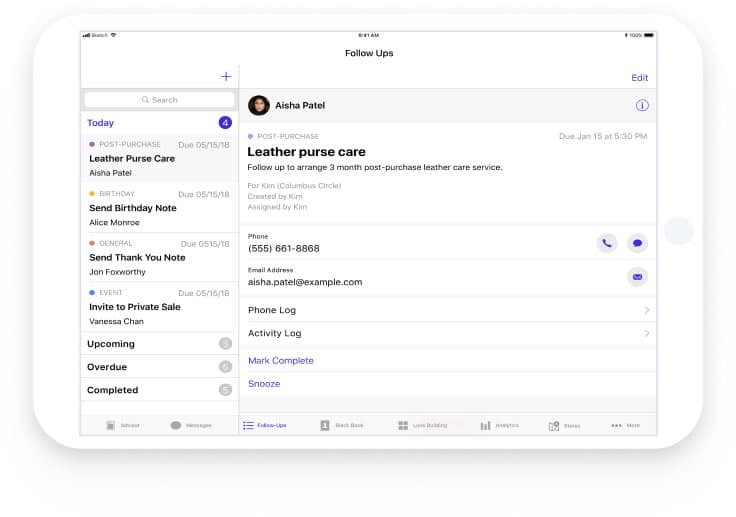 Sketch
9:41 AM
100%
Follow Ups
+
Edit
Search
Today 4
POST-PURCHASE Due 05/15/18
Leather Purse Care
Aisha Patel
BIRTHDAY Due 05/15/18
Send Birthday Note
Alice Monroe
GENERAL Due 0515/18
Send Thank You Note
Jon Foxworthy
EVENT Due 05/15/18
Invite to Private Sale
Vanessa Chan
Upcoming 3
Overdue 6
Completed 5
Aisha Patel
POST-PURCHASE Due Jan 15 at 5:30 PM
Leather purse care
Follow up to arrange 3 month post-purchase leather care service.
For Kim (Columbus Circle)
Created by Kim
Assigned by Kim
Phone
(555) 661-8868
Email Address
aisha.patel@example.com
Phone Log
Activity Log
Mark Complete
Snooze
Messages
Follow-Ups
Black Book
Look Building
Analytics
Stores
More